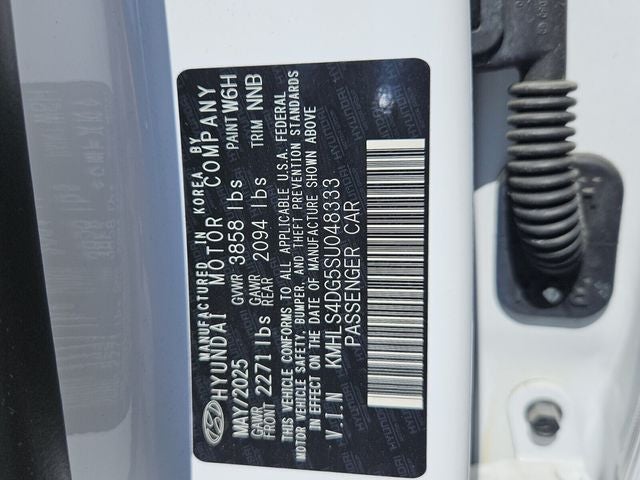 MANUFACTURED IN KOREA BY
HYUNDAI MOTOR COMPANY
MAY/2025 GVWR 3858 lbs PAINT W6H
GAWR FRONT 2271 lbs GAWR REAR 2094 lbs TRIM NNB
THIS VEHICLE CONFORMS TO ALL APPLICABLE U.S.A. FEDERAL
MOTOR VEHICLE SAFETY, BUMPER, AND THEFT PREVENTION STANDARDS
IN EFFECT ON THE DATE OF MANUFACTURE SHOWN ABOVE
V.I.N KMHLS4DG5SU048333
PASSENGER CAR